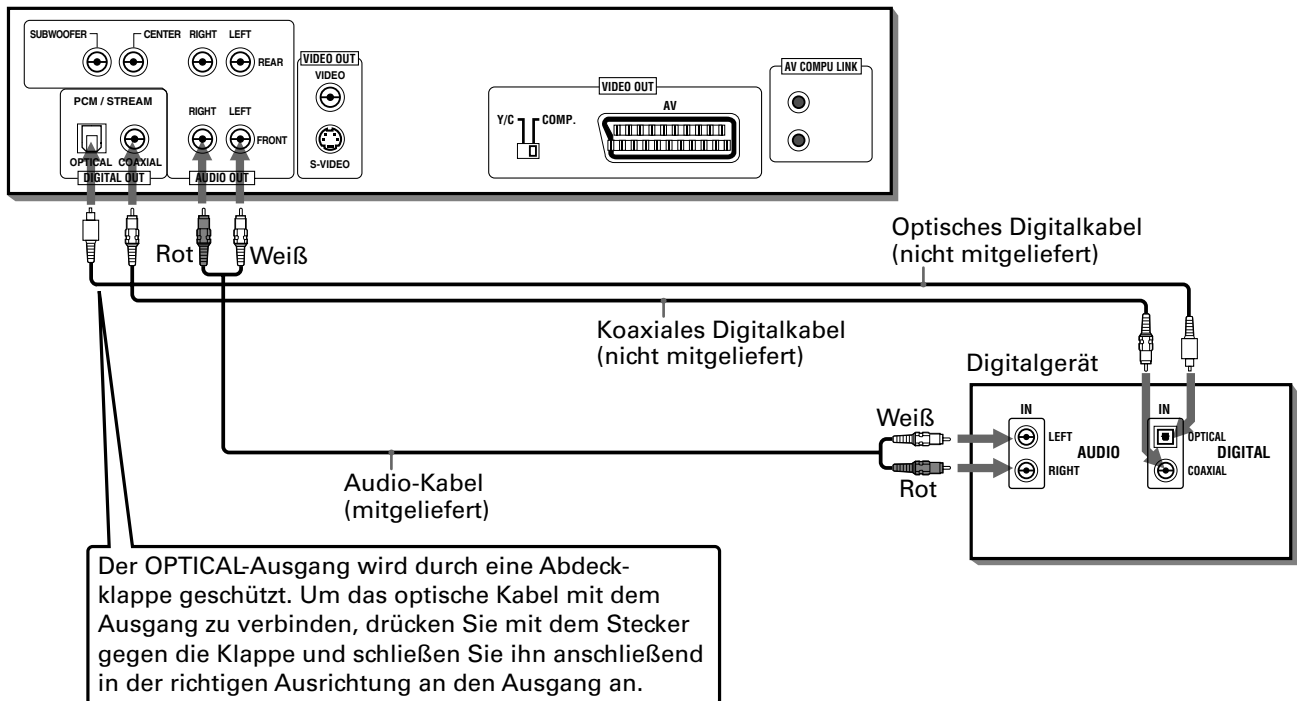 SUBWOOFER
CENTER
RIGHT
LEFT
REAR
VIDEO OUT
VIDEO
S-VIDEO
PCM / STREAM
OPTICAL
COAXIAL
DIGITAL OUT
RIGHT
LEFT
FRONT
AUDIO OUT
VIDEO OUT
AV
Y/C
COMP.
AV COMPU LINK
Rot
Weiß
Optisches Digitalkabel
(nicht mitgeliefert)
Koaxiales Digitalkabel
(nicht mitgeliefert)
Digitalgerät
Weiß
Rot
IN
LEFT
RIGHT
AUDIO
IN
OPTICAL
COAXIAL
DIGITAL
Audio-Kabel
(mitgeliefert)
Der OPTICAL-Ausgang wird durch eine Abdeck-
klappe geschützt. Um das optische Kabel mit dem
Ausgang zu verbinden, drücken Sie mit dem Stecker
gegen die Klappe und schließen Sie ihn anschließend
in der richtigen Ausrichtung an den Ausgang an.